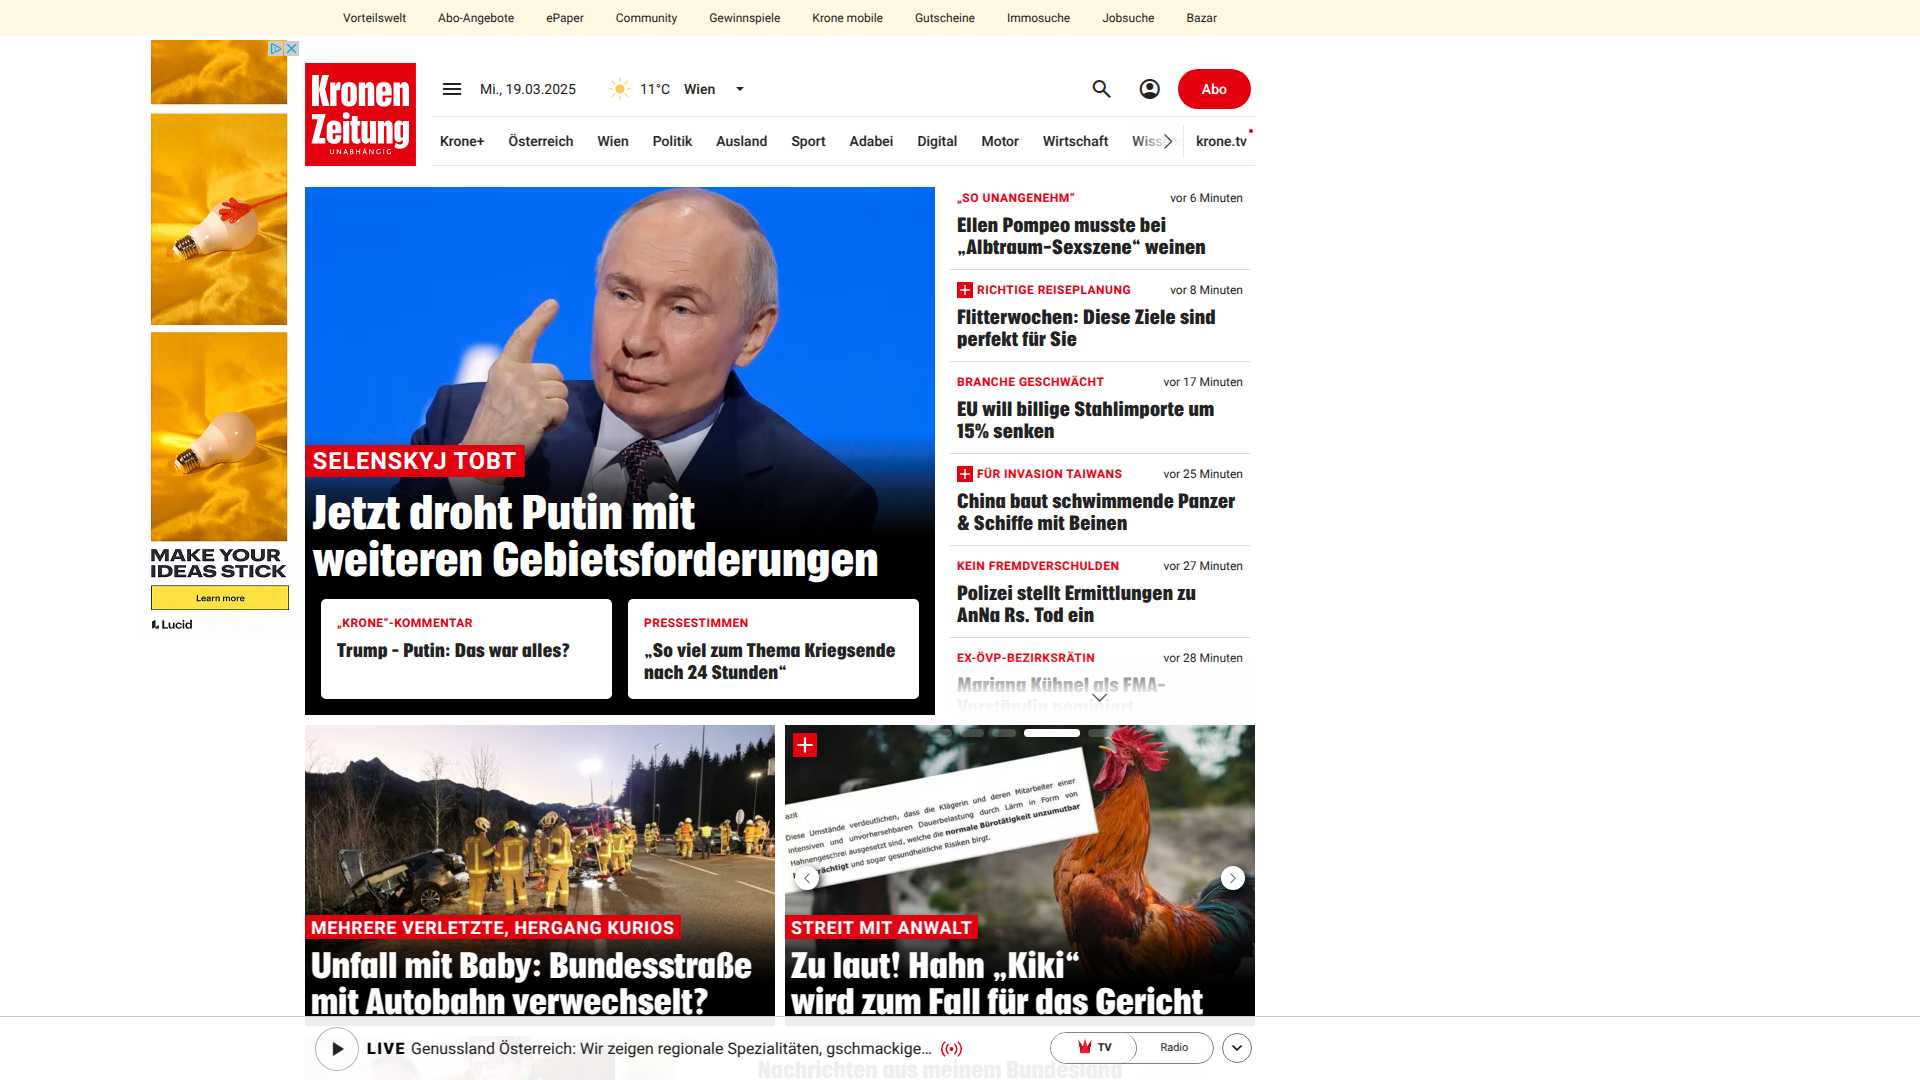 Vorteilswelt
Abo-Angebote
ePaper
Community
Gewinnspiele
Krone mobile
Gutscheine
Immosuche
Jobsuche
Bazar
Kronen
Zeitung
UNABHÄNGIG
Mi., 19.03.2025
11°C
Wien
Abo
Krone+
Österreich
Wien
Politik
Ausland
Sport
Adabei
Digital
Motor
Wirtschaft
krone.tv
MAKE YOUR
IDEAS STICK
Learn more
Lucid
SELENSKYJ TOBT
Jetzt droht Putin mit
weiteren Gebietsforderungen
„KRONE“-KOMMENTAR
Trump - Putin: Das war alles?
PRESSESTIMMEN
„So viel zum Thema Kriegsende
nach 24 Stunden“
„SO UNANGENEHM“ vor 6 Minuten
Ellen Pompeo musste bei
„Albtraum-Sexszene“ weinen
RICHTIGE REISEPLANUNG vor 8 Minuten
Flitterwochen: Diese Ziele sind
perfekt für Sie
BRANCHE GESCHWÄCHT vor 17 Minuten
EU will billige Stahlimporte um
15% senken
FÜR INVASION TAIWANS vor 25 Minuten
China baut schwimmende Panzer
& Schiffe mit Beinen
KEIN FREMDVERSCHULDEN vor 27 Minuten
Polizei stellt Ermittlungen zu
AnNa Rs. Tod ein
EX-ÖVP-BEZIRKSRÄTIN vor 28 Minuten
Mariana Kühnel als FMA-
Vorständin nominiert
MEHRERE VERLETZTE, HERGANG KURIOS
Unfall mit Baby: Bundesstraße
mit Autobahn verwechselt?
azit
Diese Umstände verdeutlichen, dass die Klägerin und deren Mitarbeiter einer
intensiven und unvorhersehbaren Dauerbelastung durch Lärm in Form von
Hahnengeschrei ausgesetzt sind, welche die normale Bürotätigkeit unzumutbar
und sogar gesundheitliche Risiken birgt.
STREIT MIT ANWALT
Zu laut! Hahn „Kiki“
wird zum Fall für das Gericht
LIVE Genussland Österreich: Wir zeigen regionale Spezialitäten, gschmackige...
TV
Radio
Nachrichten aus meinem Bundesland